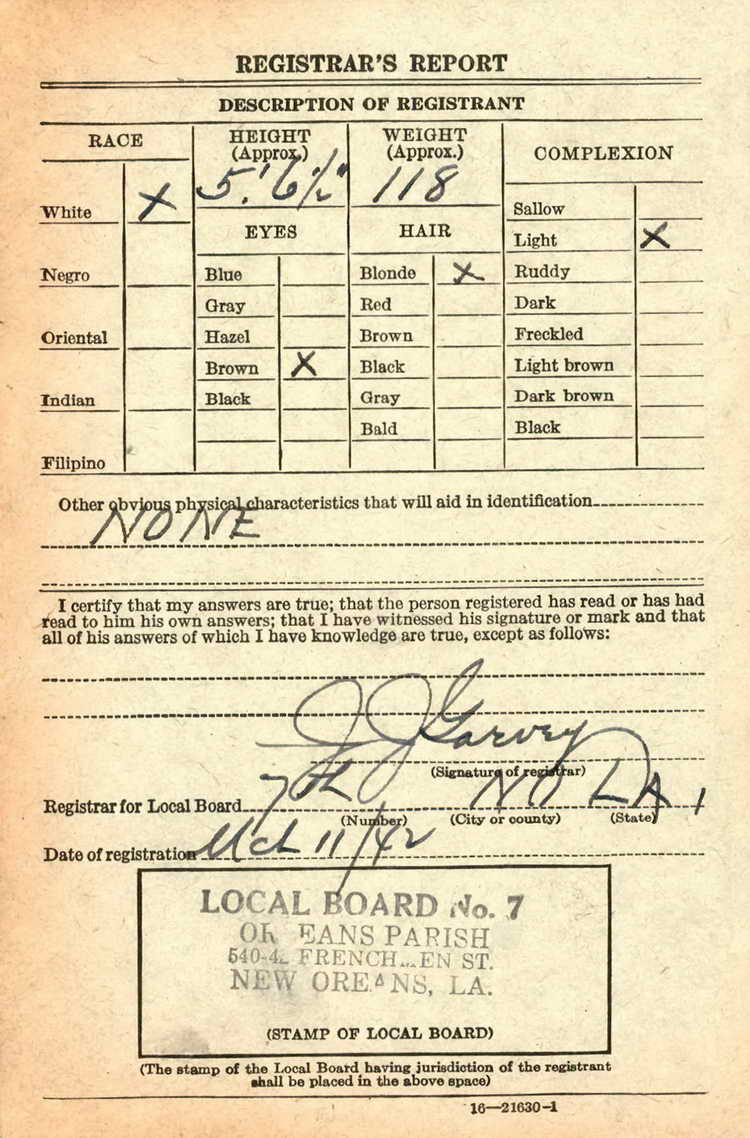 REGISTRAR'S REPORT
DESCRIPTION OF REGISTRANT
RACE
HEIGHT
(Approx.)
WEIGHT
(Approx.)
COMPLEXION
5' 6½"
118
White X
Sallow
EYES
HAIR
Light X
Negro
Blue
Blonde X
Ruddy
Gray
Red
Dark
Oriental
Hazel
Brown
Freckled
Brown X
Black
Light brown
Indian
Black
Gray
Dark brown
Bald
Black
Filipino
Other obvious physical characteristics that will aid in identification
NONE
I certify that my answers are true; that the person registered has read or has had
read to him his own answers; that I have witnessed his signature or mark and that
all of his answers of which I have knowledge are true, except as follows:
J J Garvey
(Signature of registrar)
Registrar for Local Board 7th NO LA.
(Number) (City or county) (State)
Date of registration Mch 11/42
LOCAL BOARD No. 7
ORLEANS PARISH
FRENCHMEN ST.
NEW ORLEANS, LA.
(STAMP OF LOCAL BOARD)
(The stamp of the Local Board having jurisdiction of the registrant
shall be placed in the above space)
16—21630-1